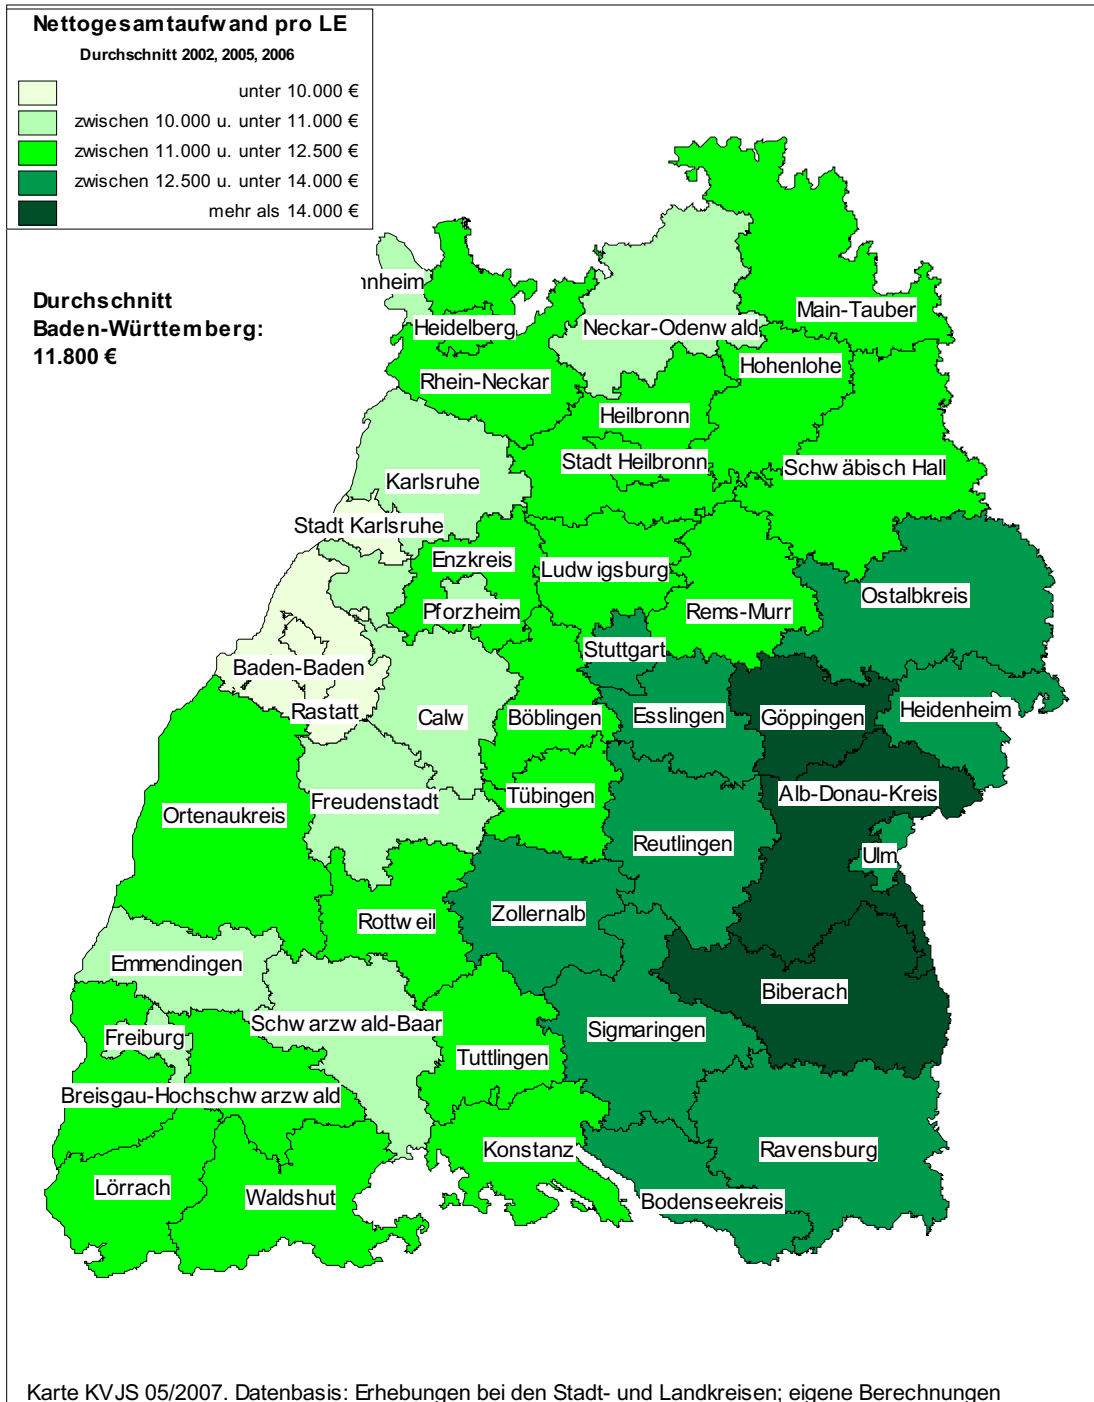 Nettogesamtaufwand pro LE
Durchschnitt 2002, 2005, 2006
unter 10.000 €
zwischen 10.000 u. unter 11.000 €
zwischen 11.000 u. unter 12.500 €
zwischen 12.500 u. unter 14.000 €
mehr als 14.000 €
Durchschnitt
Baden-Württemberg:
11.800 €
nnheim
Main-Tauber
Heidelberg
Neckar-Odenwald
Hohenlohe
Rhein-Neckar
Heilbronn
Stadt Heilbronn
Schwäbisch Hall
Karlsruhe
Stadt Karlsruhe
Enzkreis
Ludwigsburg
Ostalbkreis
Pforzheim
Rems-Murr
Stuttgart
Baden-Baden
Rastatt
Calw
Böblingen
Esslingen
Göppingen
Heidenheim
Ortenaukreis
Freudenstadt
Tübingen
Alb-Donau-Kreis
Reutlingen
Ulm
Rottweil
Zollernalb
Emmendingen
Biberach
Schwarzwald-Baar
Sigmaringen
Freiburg
Tuttlingen
Breisgau-Hochschwarzwald
Konstanz
Ravensburg
Lörrach
Waldshut
Bodenseekreis
Karte KVJS 05/2007. Datenbasis: Erhebungen bei den Stadt- und Landkreisen; eigene Berechnungen